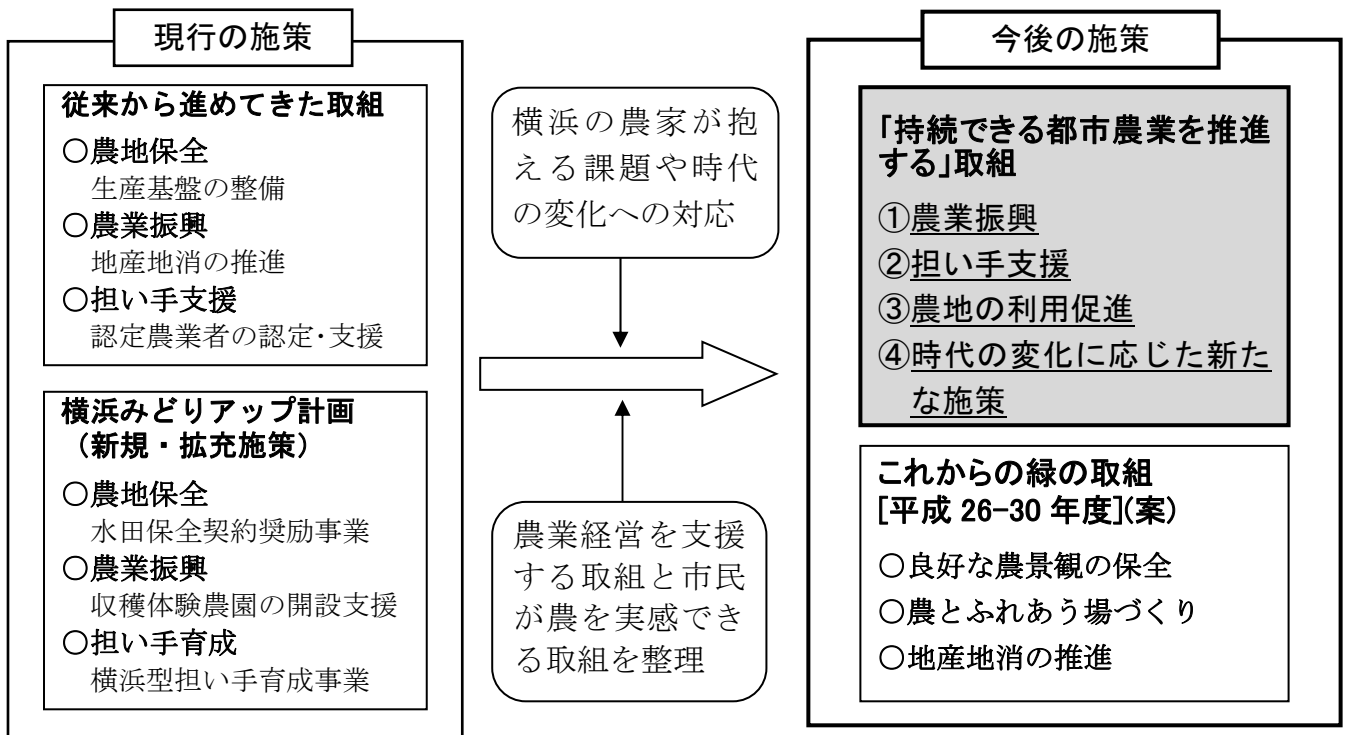 現行の施策
従来から進めてきた取組
○農地保全
生産基盤の整備
○農業振興
地産地消の推進
○担い手支援
認定農業者の認定・支援
横浜みどりアップ計画
（新規・拡充施策）
○農地保全
水田保全契約奨励事業
○農業振興
収穫体験農園の開設支援
○担い手育成
横浜型担い手育成事業
横浜の農家が抱
える課題や時代
の変化への対応
農業経営を支援
する取組と市民
が農を実感でき
る取組を整理
今後の施策
「持続できる都市農業を推進
する」取組
①農業振興
②担い手支援
③農地の利用促進
④時代の変化に応じた新た
な施策
これからの緑の取組
[平成 26-30 年度](案)
○良好な農景観の保全
○農とふれあう場づくり
○地産地消の推進